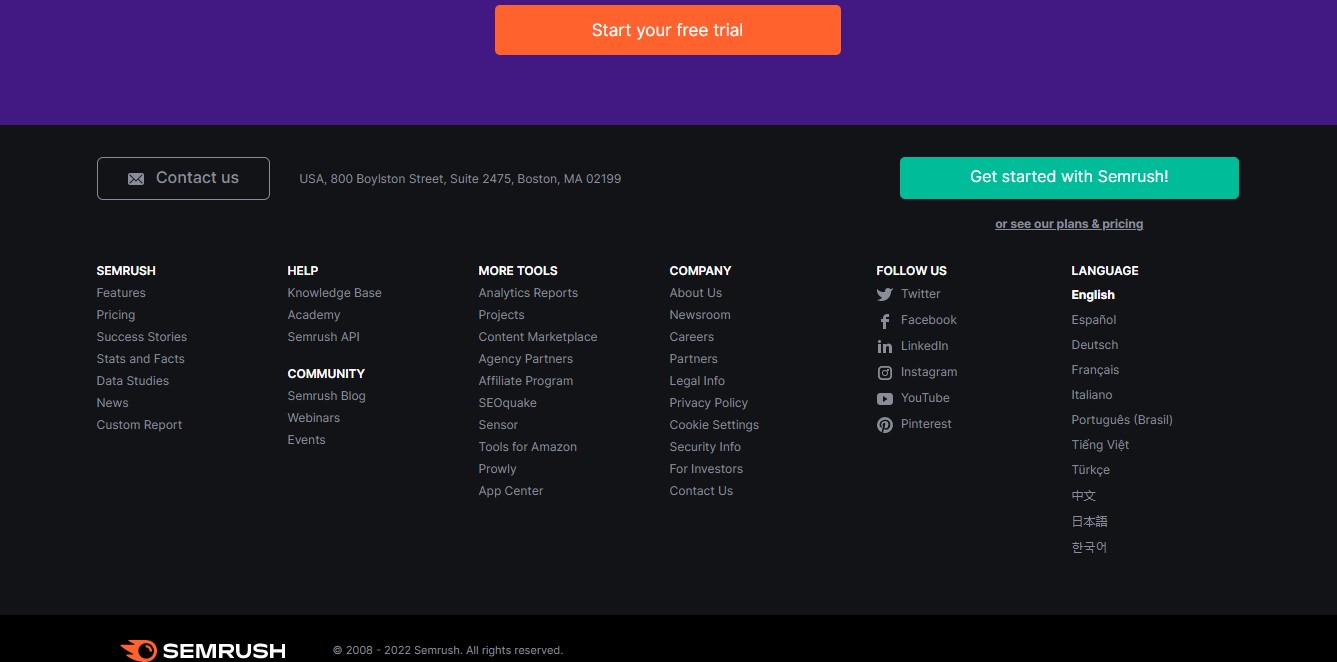 Start your free trial
Contact us
USA, 800 Boylston Street, Suite 2475, Boston, MA 02199
Get started with Semrush!
or see our plans & pricing
SEMRUSH
Features
Pricing
Success Stories
Stats and Facts
Data Studies
News
Custom Report
HELP
Knowledge Base
Academy
Semrush API
COMMUNITY
Semrush Blog
Webinars
Events
MORE TOOLS
Analytics Reports
Projects
Content Marketplace
Agency Partners
Affiliate Program
SEOquake
Sensor
Tools for Amazon
Prowly
App Center
COMPANY
About Us
Newsroom
Careers
Partners
Legal Info
Privacy Policy
Cookie Settings
Security Info
For Investors
Contact Us
FOLLOW US
Twitter
Facebook
LinkedIn
Instagram
YouTube
Pinterest
LANGUAGE
English
Español
Deutsch
Français
Italiano
Português (Brasil)
Tiếng Việt
Türkçe
中文
日本語
한국어
SEMRUSH
© 2008 - 2022 Semrush. All rights reserved.